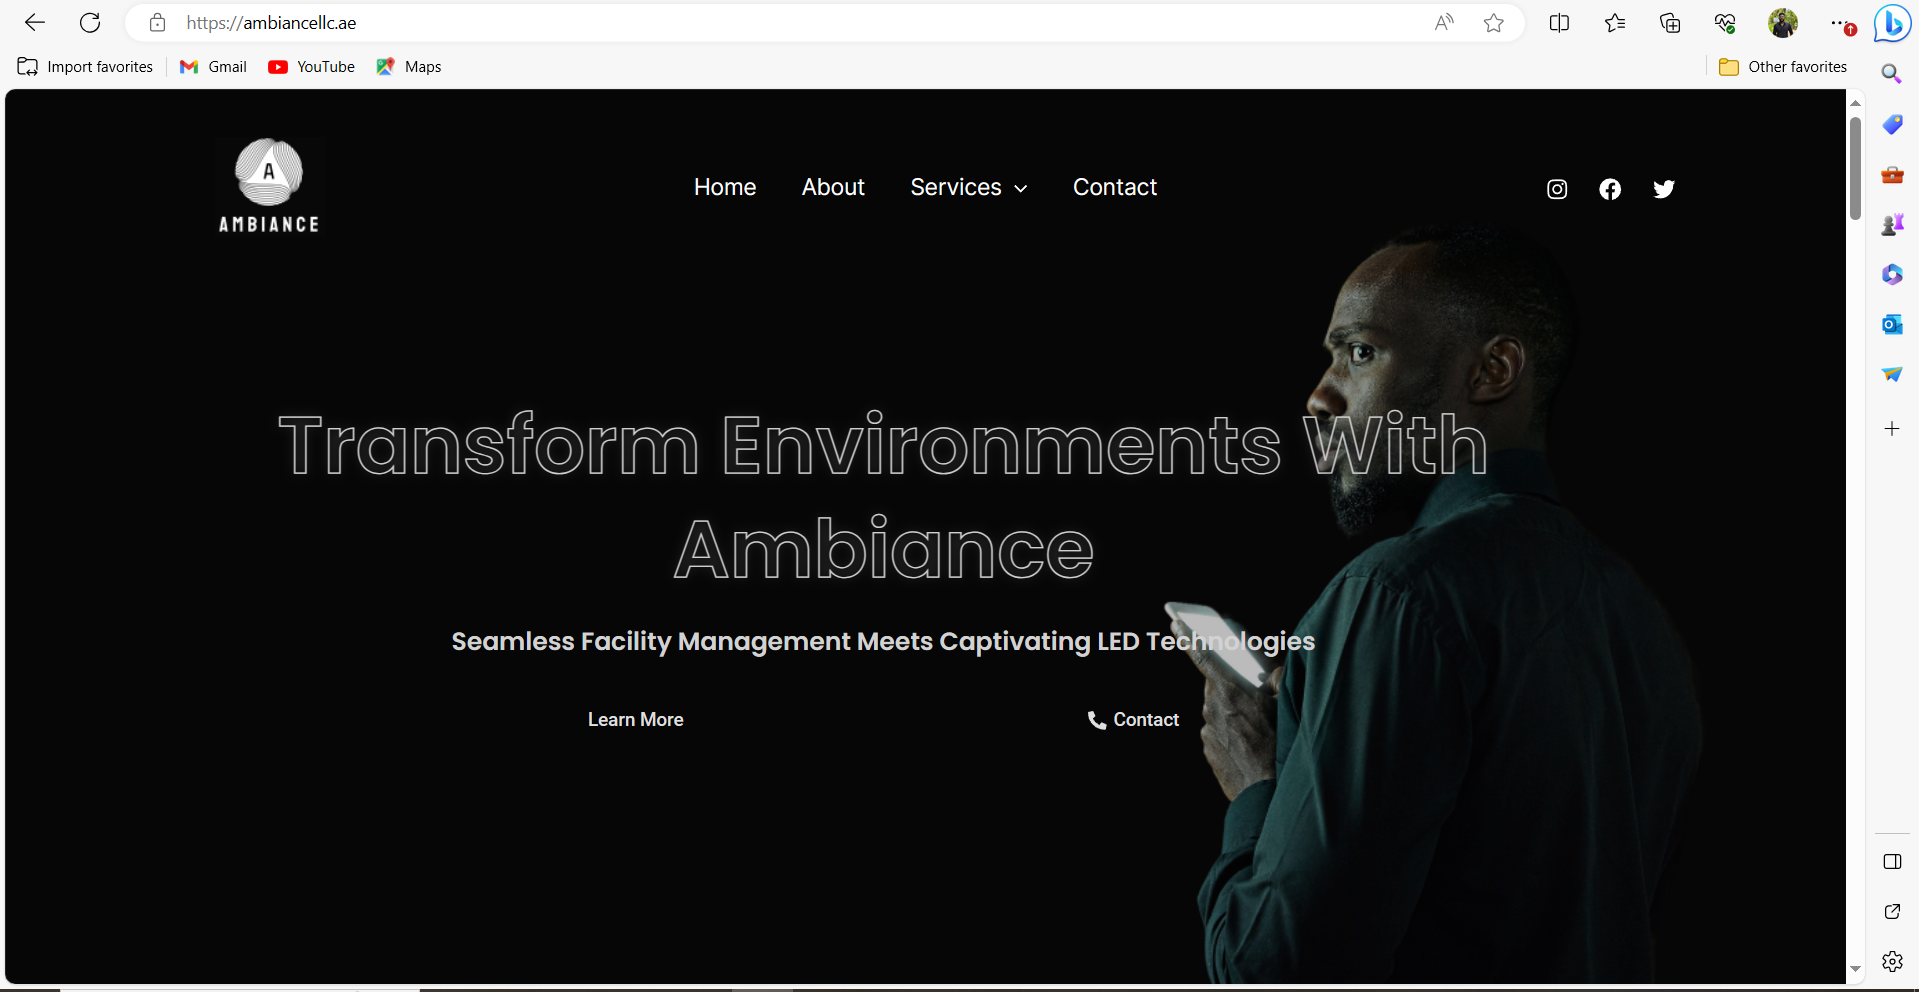 https://ambiancellc.ae
Import favorites Gmail YouTube Maps Other favorites
A
AMBIANCE
Home About Services Contact
Transform Environments With
Ambiance
Seamless Facility Management Meets Captivating LED Technologies
Learn More Contact